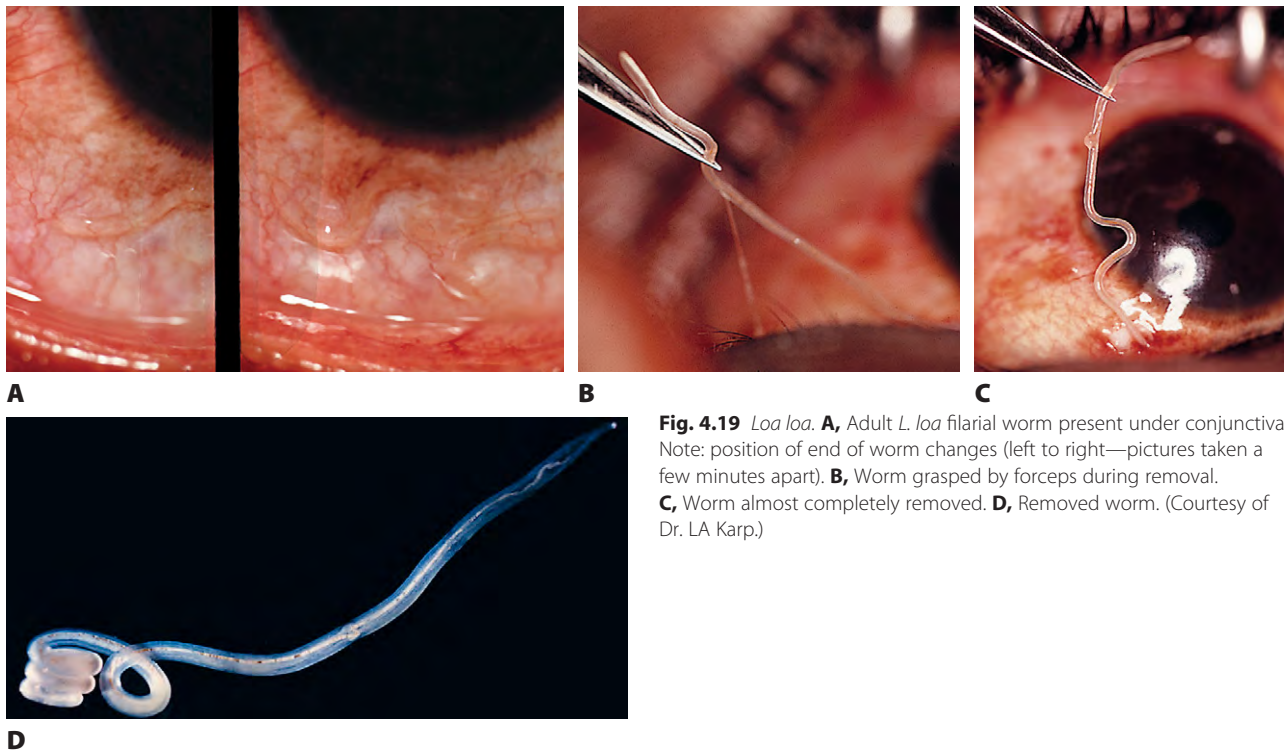 A
B
C
Fig. 4.19 Loa loa. A, Adult L. loa filarial worm present under conjunctiva
Note: position of end of worm changes (left to right—pictures taken a
few minutes apart). B, Worm grasped by forceps during removal.
C, Worm almost completely removed. D, Removed worm. (Courtesy of
Dr. LA Karp.)
D